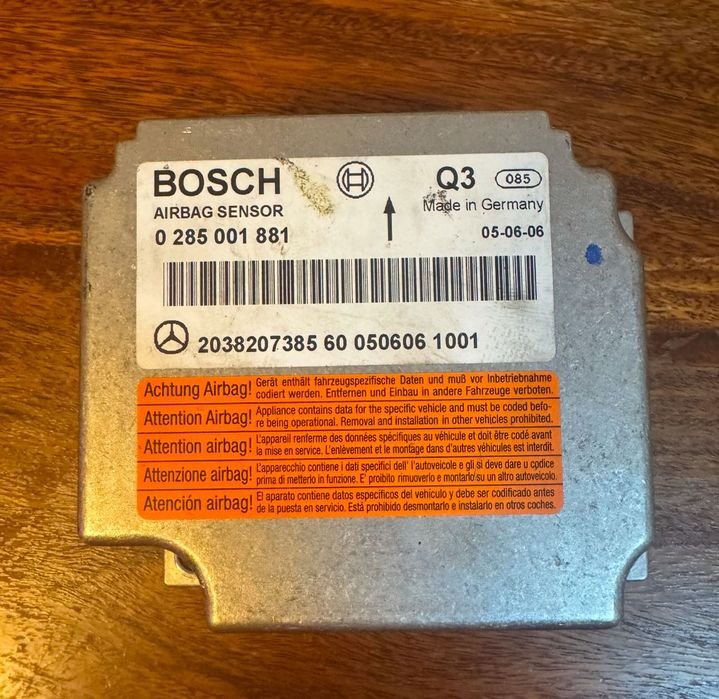 BOSCH
Q3 085
AIRBAG SENSOR
Made in Germany
0 285 001 881
05-06-06
2038207385 60 050606 1001
Achtung Airbag! Gerät enthält fahrzeugspezifische Daten und muß vor Inbetriebnahme
codiert werden. Entfernen und Einbau in andere Fahrzeuge verboten.
Attention Airbag! Appliance contains data for the specific vehicle and must be coded befo-
re being operational. Removal and installation in other vehicles prohibited.
Attention airbag! L'appareil renferme des données spécifiques au véhicule et doit être codé avant
la mise en service. L'enlévement et le montage dans d'autres véhicules est interdit.
Attenzione airbag! L'apparecchio contiene i dati specifici dell' l'autoveicolo e gli si deve dare u codice
prima di metterlo in funzione. E' proibito rimuoverlo e montarlo su un altro autoveicolo.
Atención airbag! El aparato contiene datos específicos del vehículo y debe ser codificado antes
de la puesta en servicio. Está prohibido desmontarlo e instalarlo en otros coches.